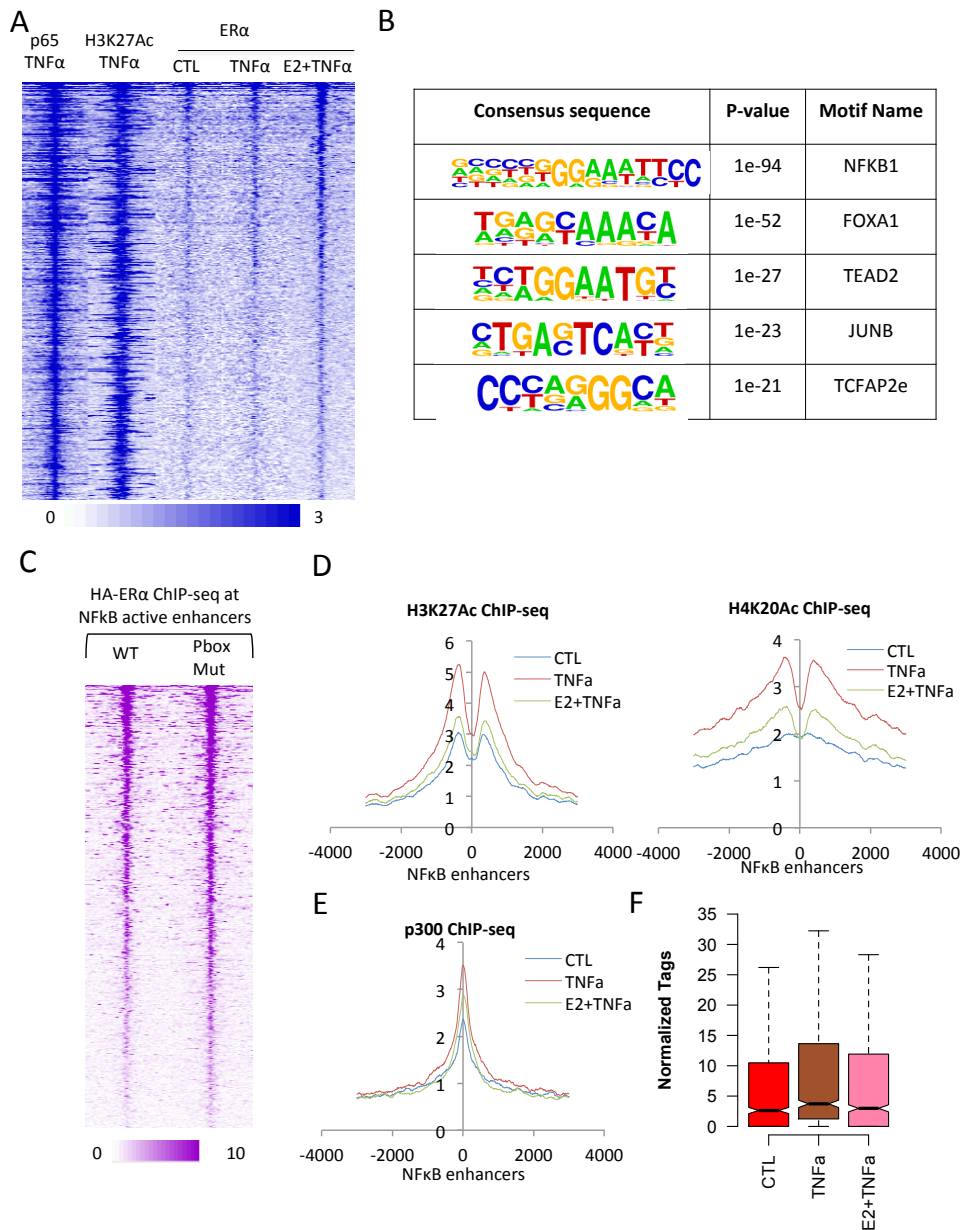 A
p65
TNFα
H3K27Ac
TNFα
ERα
CTL
TNFα
E2+TNFα
0
3
B
Consensus sequence
P-value
Motif Name
1e-94
NFKB1
1e-52
FOXA1
1e-27
TEAD2
1e-23
JUNB
1e-21
TCFAP2e
C
HA-ERα ChIP-seq at
NFkB active enhancers
WT
Pbox
Mut
0
10
D
H3K27Ac ChIP-seq
6
5
4
3
2
1
0
CTL
TNFa
E2+TNFa
-4000
-2000
0
2000
4000
NFκB enhancers
H4K20Ac ChIP-seq
4
3
2
1
0
CTL
TNFa
E2+TNFa
-2000
0
2000
4000
NFκB enhancers
E
p300 ChIP-seq
4
3
2
1
0
CTL
TNFa
E2+TNFa
-4000
-2000
0
2000
4000
NFκB enhancers
F
Normalized Tags
35
30
25
20
15
10
5
0
CTL
TNFa
E2+TNFa